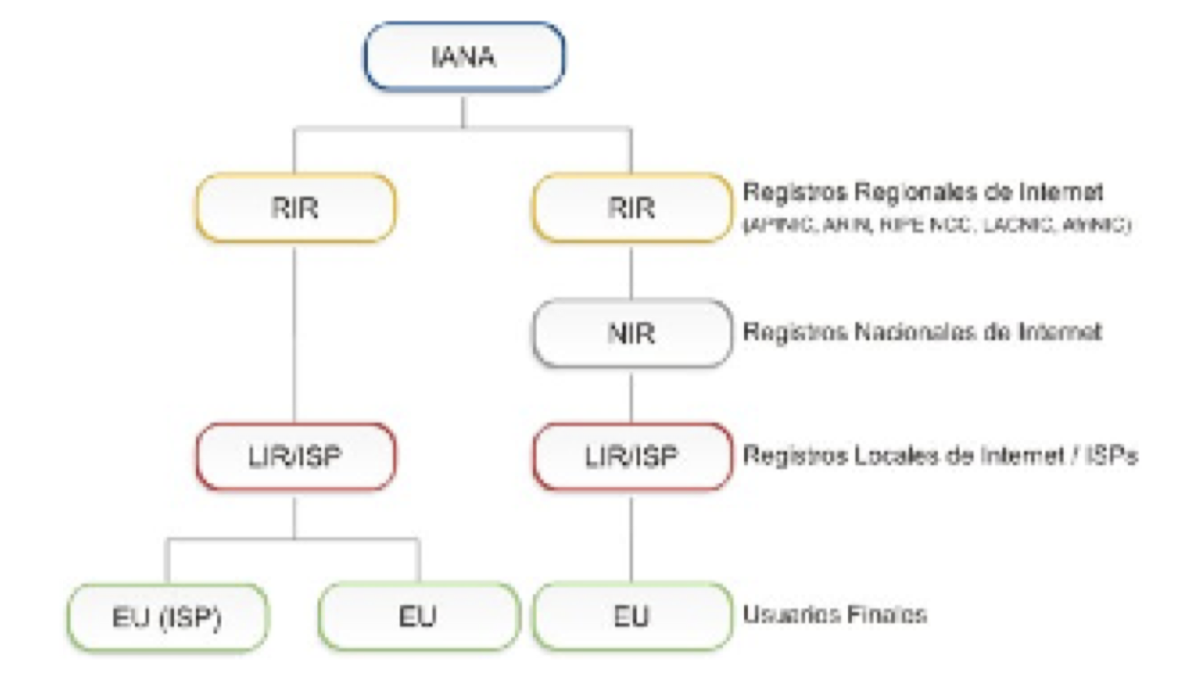 IANA
RIR
RIR
Registros Regionales de Internet
(APNIC, ARIN, RIPE NCC, LACNIC, AfriNIC)
NIR
Registros Nacionales de Internet
LIR/ISP
LIR/ISP
Registros Locales de Internet / ISPs
EU (ISP)
EU
EU
Usuarios Finales